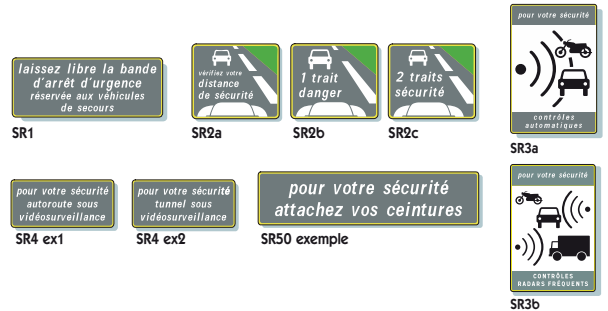 laissez libre la bande
d'arrêt d'urgence
réservée aux véhicules
de secours
SR1
vérifiez votre
distance
de sécurité
SR2a
1 trait
danger
SR2b
2 traits
sécurité
SR2c
pour votre sécurité
contrôles
automatiques
SR3a
pour votre sécurité
autoroute sous
vidéosurveillance
SR4 ex1
pour votre sécurité
tunnel sous
vidéosurveillance
SR4 ex2
pour votre sécurité
attachez vos ceintures
SR50 exemple
pour votre sécurité
CONTRÔLES
RADARS FRÉQUENTS
SR3b